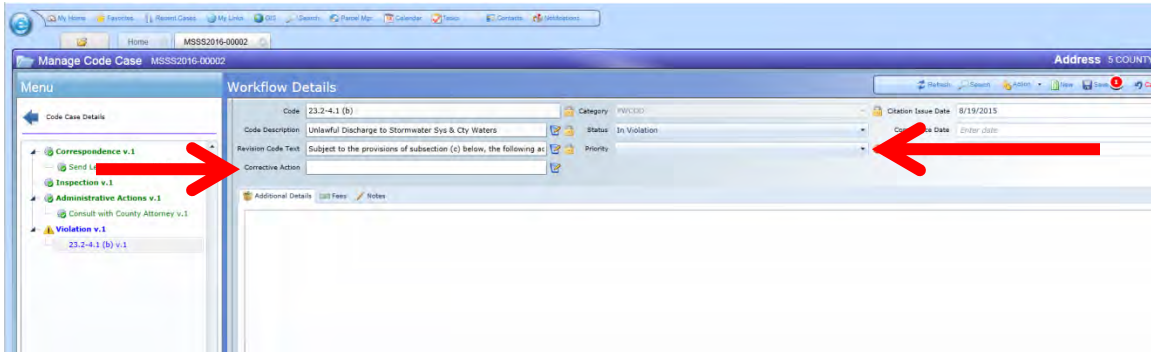 My Home Favorites Recent Cases My Links GIS Search Parcel Mgr Calendar Tasks Contacts Notifications
Home MSSS2016-00002
Manage Code Case MSSS2016-00002 Address 5 COUNTY
Menu Workflow Details Refresh Search Action New Save 1
Code Case Details
Code 23.2-4.1 (b) Category Citation Issue Date 8/19/2015
Code Description Unlawful Discharge to Stormwater Sys & Cty Waters Status In Violation Date Enter date
Revision Code Text Subject to the provisions of subsection (c) below, the following ac Priority
Corrective Action
Correspondence v.1
Send
Inspection v.1
Administrative Actions v.1
Consult with County Attorney v.1
Violation v.1
23.2-4.1 (b) v.1
Additional Details Fees Notes